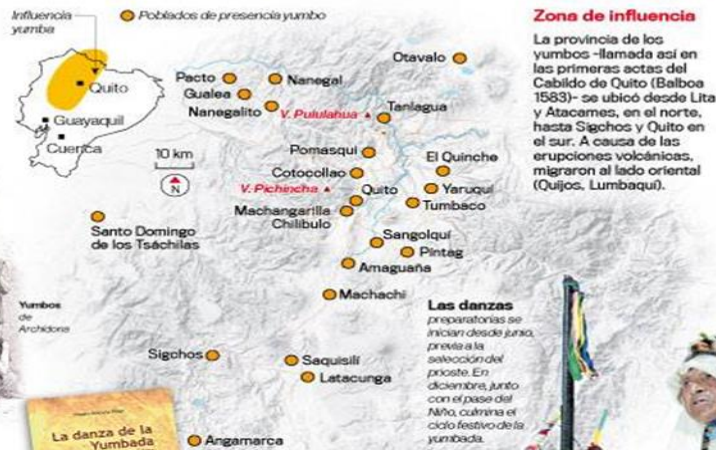 Influencia
yumba
Poblados de presencia yumbo
Quito
Guayaquil
Cuenca
10 km
N
Otavalo
Pacto
Nanegal
Gualea
Nanegalito
V. Pululahua
Tanlagua
Pomasqui
El Quinche
Cotocollao
V. Pichincha
Quito
Yaruquí
Machangarilla
Tumbaco
Chilibulo
Santo Domingo
de los Tsáchilas
Sangolquí
Píntag
Amaguaña
Machachi
Sigchos
Saquisilí
Latacunga
Angamarca
Zona de influencia
La provincia de los
yumbos -llamada así en
las primeras actas del
Cabildo de Quito (Balboa
1583)- se ubicó desde Lita
y Atacames, en el norte,
hasta Sigchos y Quito en
el sur. A causa de las
erupciones volcánicas,
migraron al lado oriental
(Quijos, Lumbaquí).
Las danzas
preparatorias se
inician desde junio,
previa a la
selección del
prioste. En
diciembre, junto
con el pase del
Niño, culmina el
ciclo festivo de la
yumbada.
Yumbos
de
Archidona
La danza de la
Yumbada